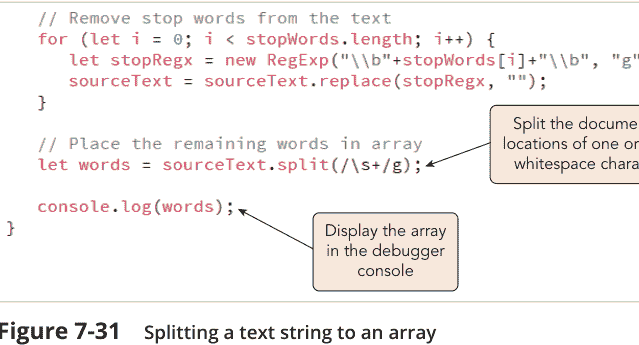 // Remove stop words from the text
for (let i = 0; i < stopWords.length; i++) {
let stopRegx = new RegExp("\\b"+stopWords[i]+"\\b", "g"
sourceText = sourceText.replace(stopRegx, "");
}
// Place the remaining words in array
let words = sourceText.split(/\s+/g);
Split the docume
locations of one or
whitespace chara
console.log(words);
Display the array
in the debugger
console
}
Figure 7-31 Splitting a text string to an array